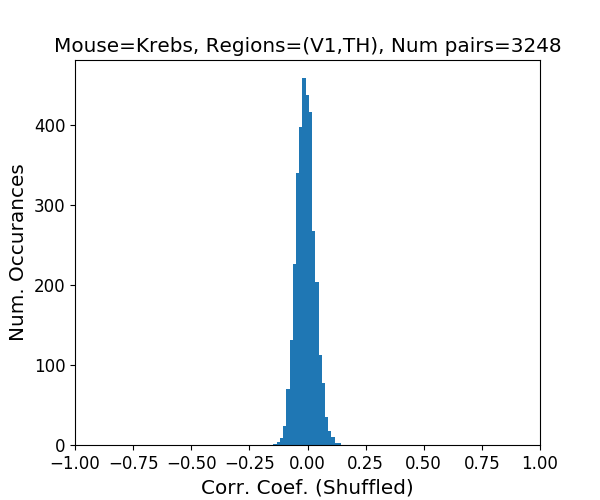 Mouse=Krebs, Regions=(V1,TH), Num pairs=3248
Num. Occurances
400
300
200
100
0
−1.00 −0.75 −0.50 −0.25 0.00 0.25 0.50 0.75 1.00
Corr. Coef. (Shuffled)